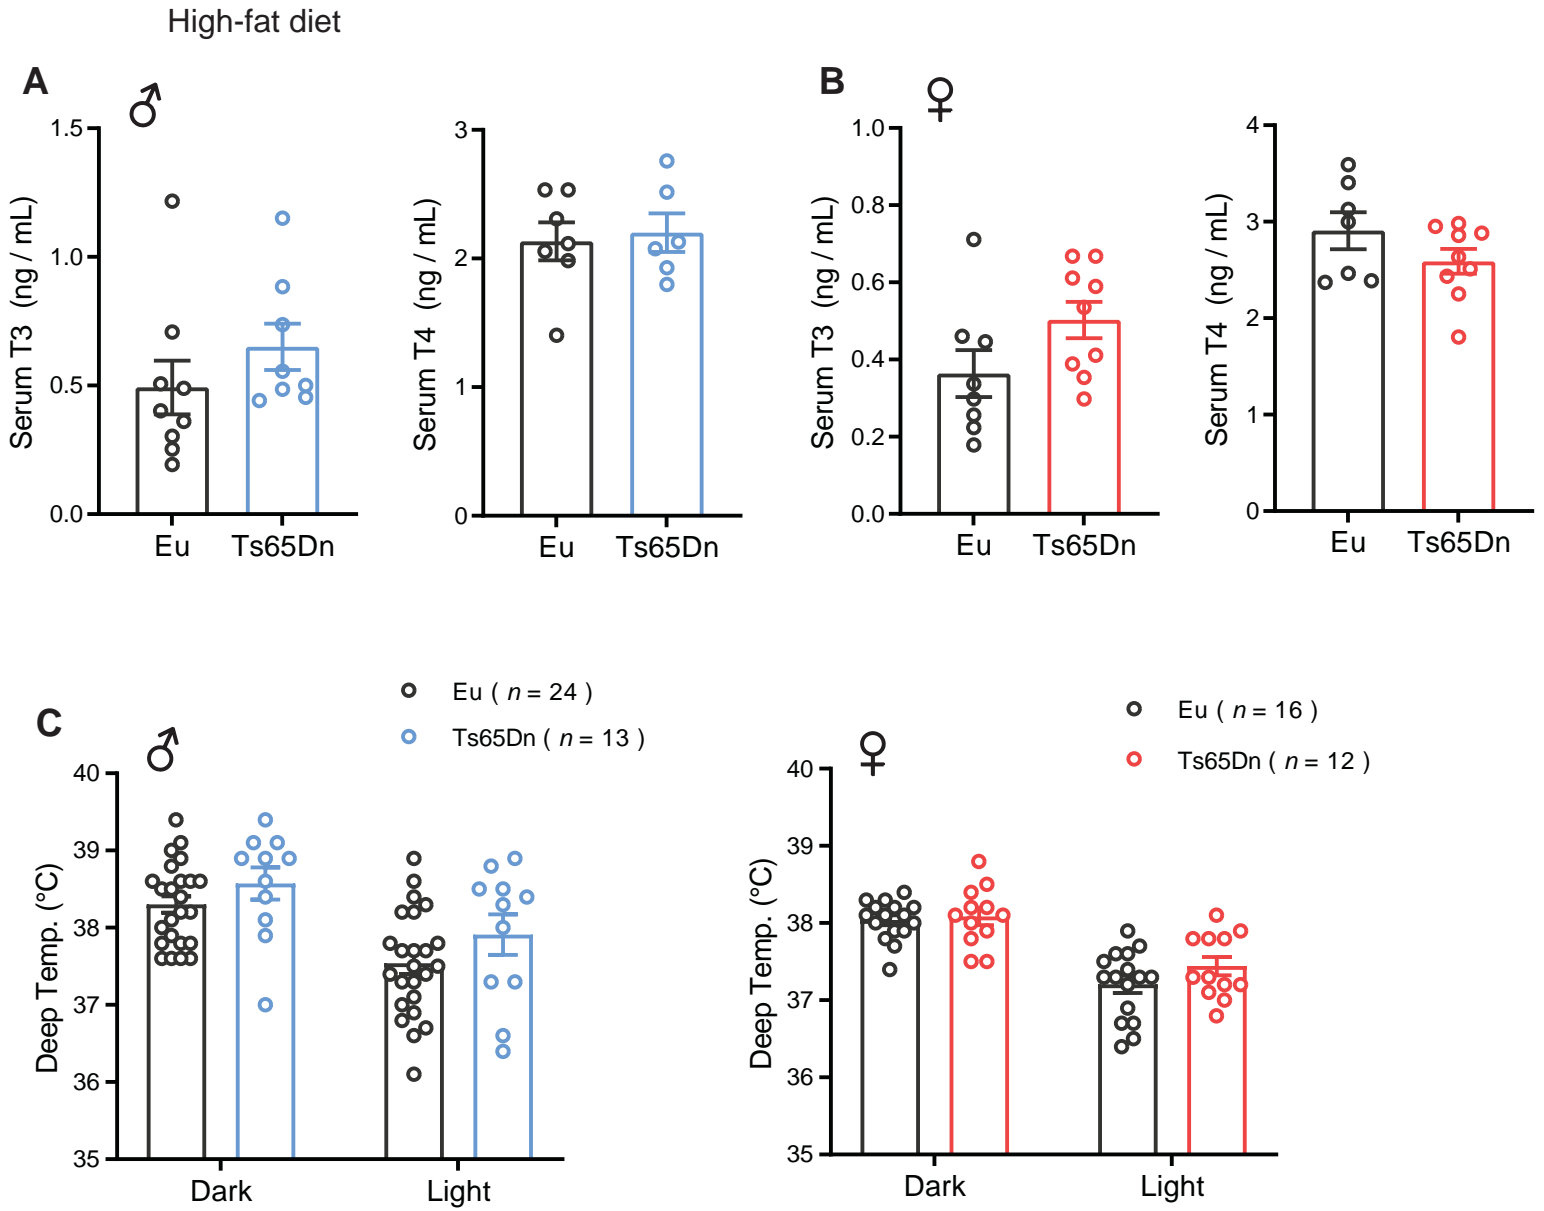 High-fat diet
A
♂
1.5
1.0
0.5
0.0
Serum T3 (ng / mL)
Eu
Ts65Dn
3
2
1
0
Serum T4 (ng / mL)
Eu
Ts65Dn
B
♀
1.0
0.8
0.6
0.4
0.2
0.0
Serum T3 (ng / mL)
Eu
Ts65Dn
4
3
2
1
0
Serum T4 (ng / mL)
Eu
Ts65Dn
C
♂
Eu ( n = 24 )
Ts65Dn ( n = 13 )
40
39
38
37
36
35
Deep Temp. (°C)
Dark
Light
♀
Eu ( n = 16 )
Ts65Dn ( n = 12 )
40
39
38
37
36
35
Deep Temp. (°C)
Dark
Light